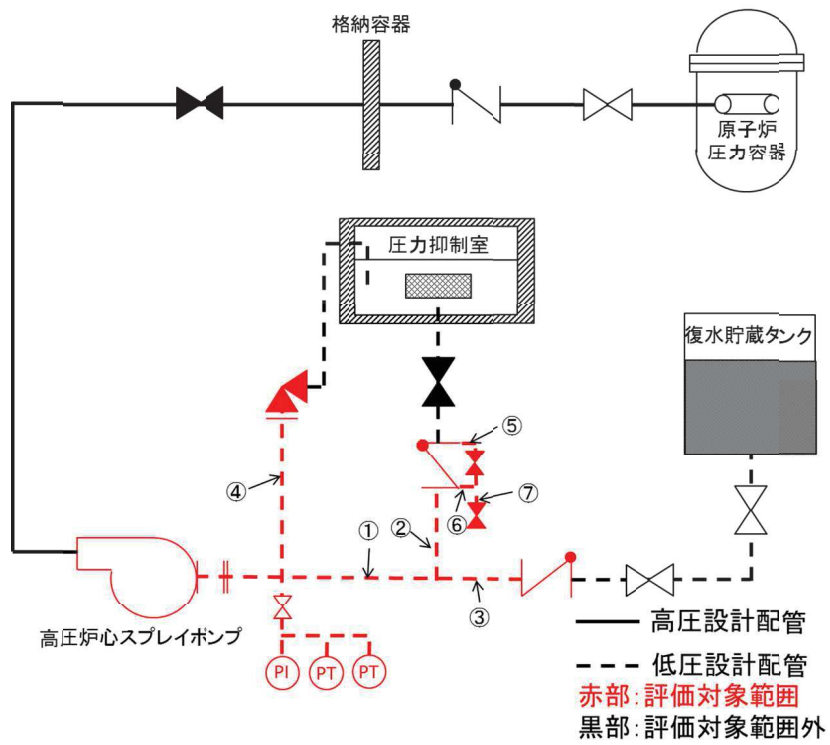 格納容器
原子炉
圧力容器
圧力抑制室
復水貯蔵タンク
⑤
④
⑦
⑥
②
①
③
高圧炉心スプレイポンプ
PI
PT
PT
高圧設計配管
低圧設計配管
赤部：評価対象範囲
黒部：評価対象範囲外